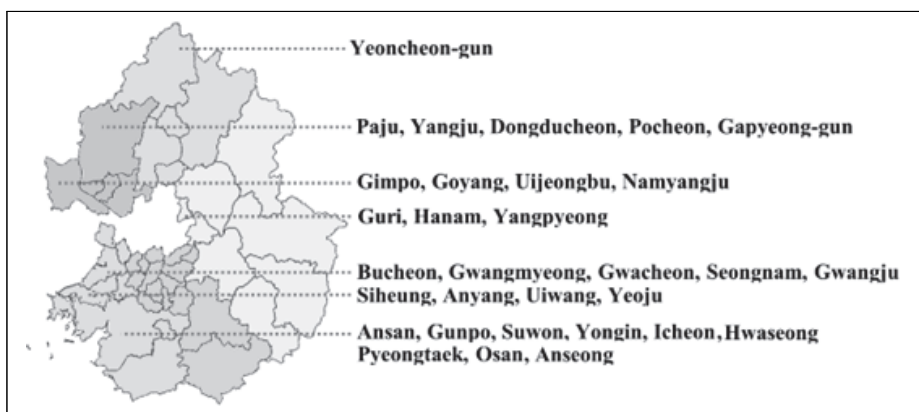 Yeoncheon-gun
Paju, Yangju, Dongducheon, Pocheon, Gapyeong-gun
Gimpo, Goyang, Uijeongbu, Namyangju
Guri, Hanam, Yangpyeong
Bucheon, Gwangmyeong, Gwacheon, Seongnam, Gwangju
Siheung, Anyang, Uiwang, Yeoju
Ansan, Gunpo, Suwon, Yongin, Icheon, Hwaseong
Pyeongtaek, Osan, Anseong